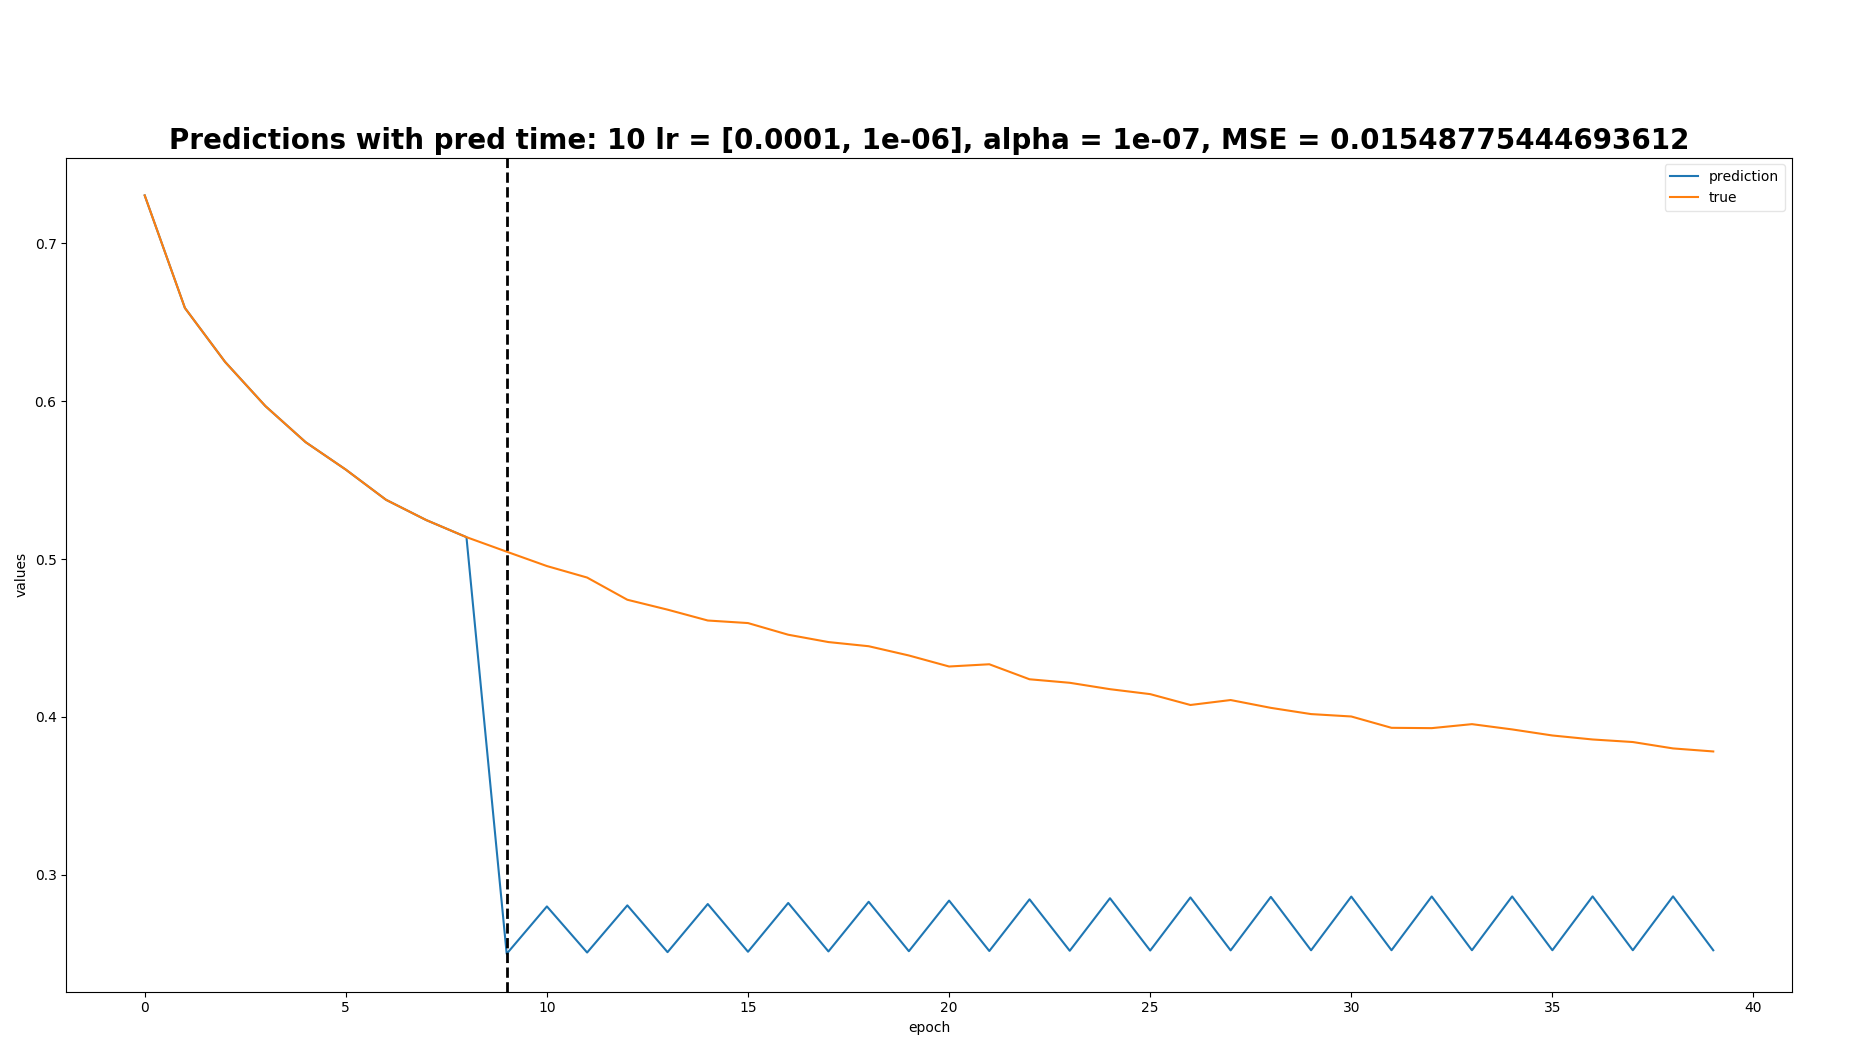 Predictions with pred time: 10 lr = [0.0001, 1e-06], alpha = 1e-07, MSE = 0.01548775444693612
prediction
true
0.7
0.6
0.5
0.4
0.3
values
0 5 10 15 20 25 30 35 40
epoch